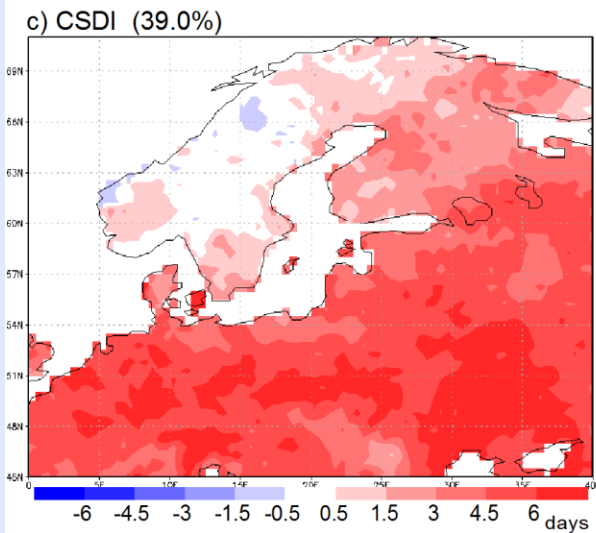 c) CSDI (39.0%)
69N
66N
63N
60N
57N
54N
51N
48N
45N
0 5E 10E 15E 20E 25E 30E 35E 40
-6 -4.5 -3 -1.5 -0.5 0.5 1.5 3 4.5 6 days